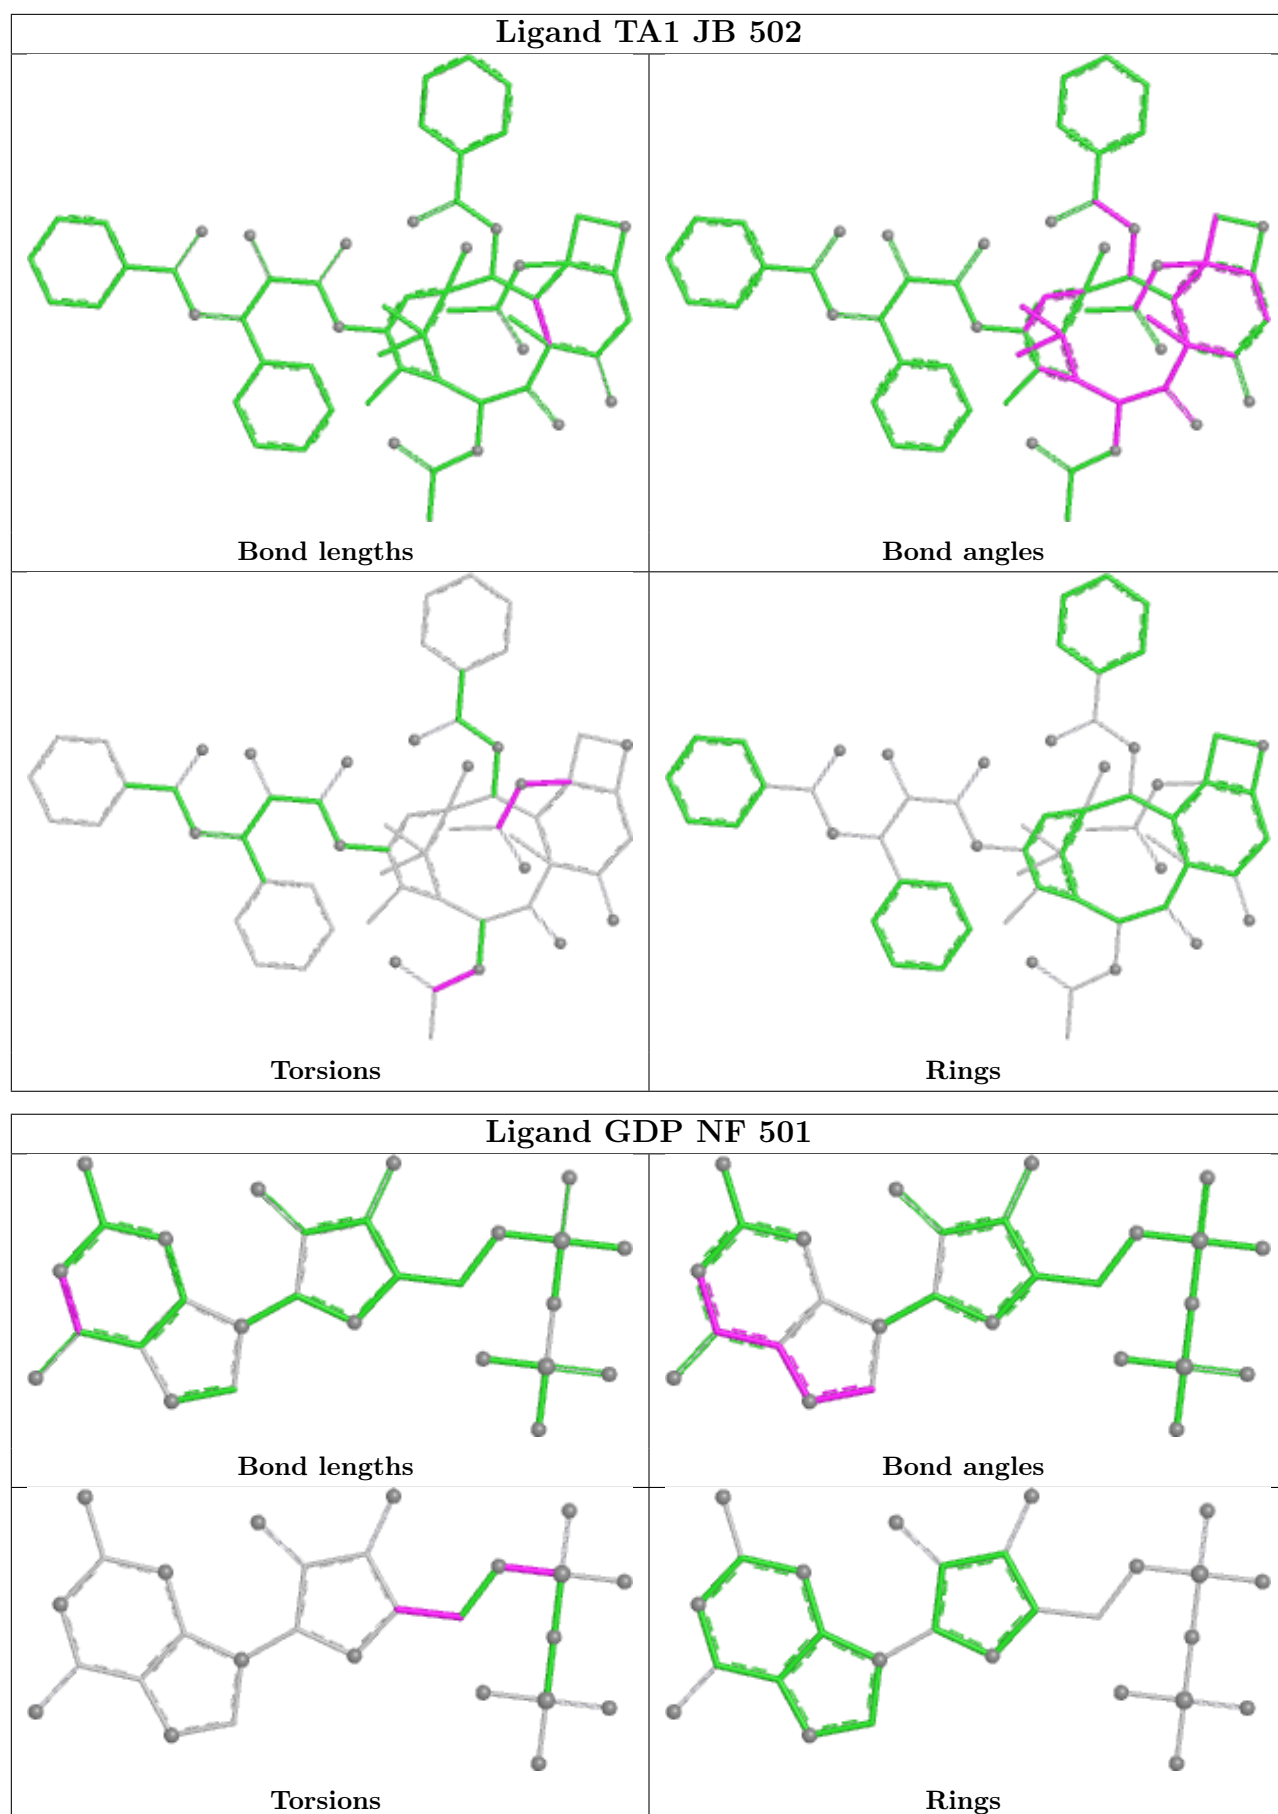 Ligand TA1 JB 502
Bond lengths
Bond angles
Torsions
Rings
Ligand GDP NF 501
Bond lengths
Bond angles
Torsions
Rings